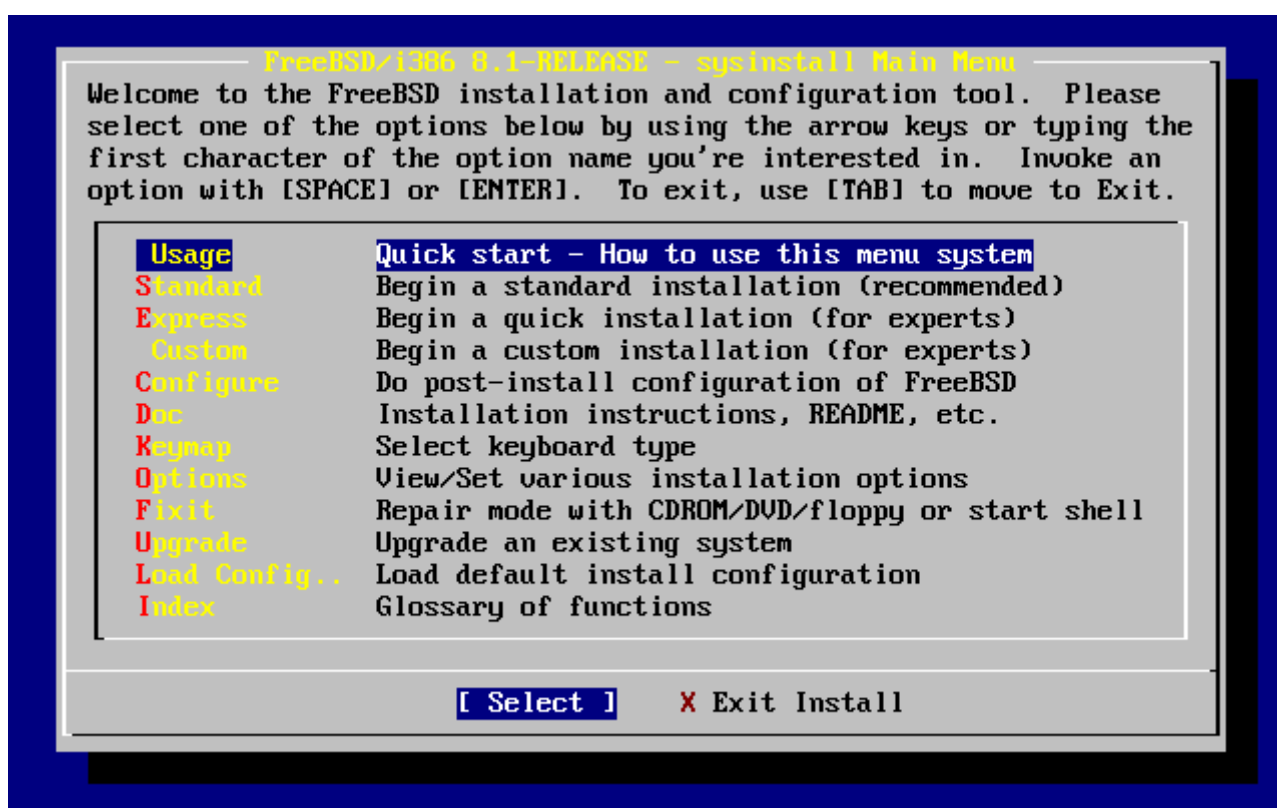 FreeBSD/i386 8.1-RELEASE - sysinstall Main Menu
Welcome to the FreeBSD installation and configuration tool.  Please
select one of the options below by using the arrow keys or typing the
first character of the option name you're interested in.  Invoke an
option with [SPACE] or [ENTER].  To exit, use [TAB] to move to Exit.
Usage Quick start - How to use this menu system
Standard Begin a standard installation (recommended)
Express Begin a quick installation (for experts)
Custom Begin a custom installation (for experts)
Configure Do post-install configuration of FreeBSD
Doc Installation instructions, README, etc.
Keymap Select keyboard type
Options View/Set various installation options
Fixit Repair mode with CDROM/DVD/floppy or start shell
Upgrade Upgrade an existing system
Load Config.. Load default install configuration
Index Glossary of functions
[ Select ] X Exit Install